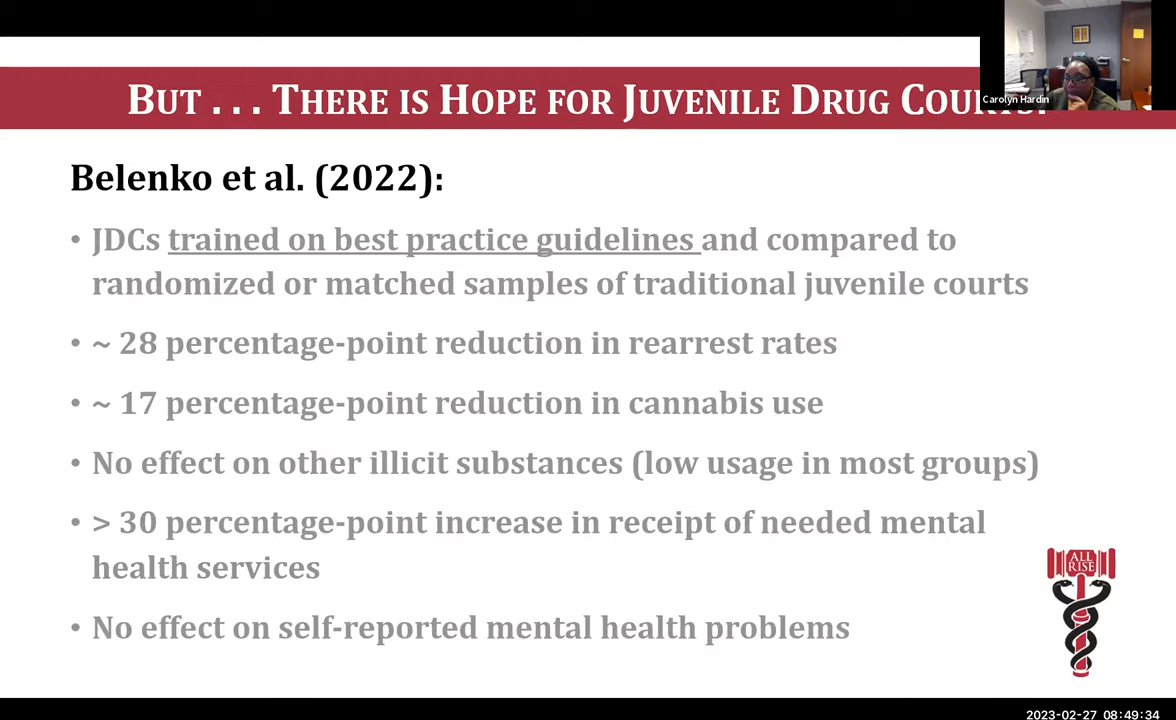 BUT . . . THERE IS HOPE FOR JUVENILE DRUG
Carolyn Hardin
Belenko et al. (2022):
• JDCs trained on best practice guidelines and compared to
randomized or matched samples of traditional juvenile courts
• ~ 28 percentage-point reduction in rearrest rates
• ~ 17 percentage-point reduction in cannabis use
• No effect on other illicit substances (low usage in most groups)
• > 30 percentage-point increase in receipt of needed mental
health services
• No effect on self-reported mental health problems
ALL
RISE
2023-02-27 08:49:34